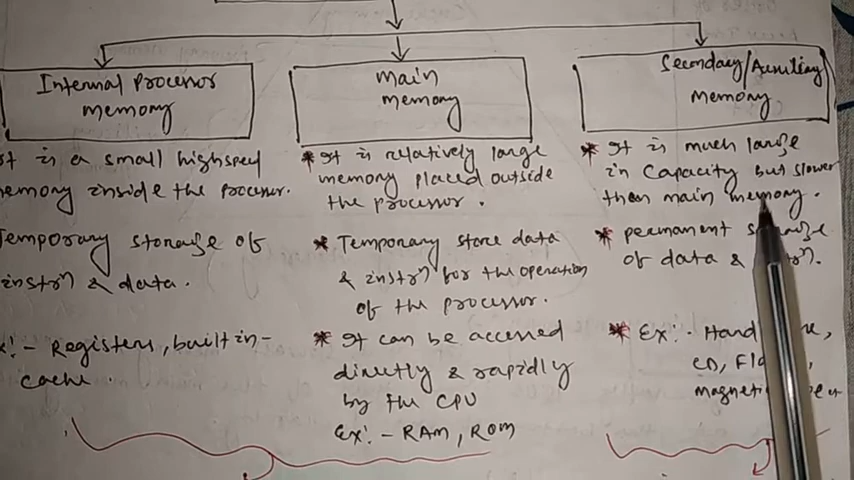 Internal Processor
memory
It is a small highspeed
memory inside the processor.
Temporary storage of
instrⁿ & data.
Ex:- Registers, built in-
cache.
Main
memory
* It is relatively large
memory placed outside
the processor.
* Temporary store data
& instrⁿ for the operation
of the processor.
* It can be accessed
directly & rapidly
by the CPU
Ex:- RAM, ROM
Secondary/Auxiliary
Memory
* It is much large
in Capacity but slower
than main memory.
* permanent
of data &
* Ex:- Hard
CD,